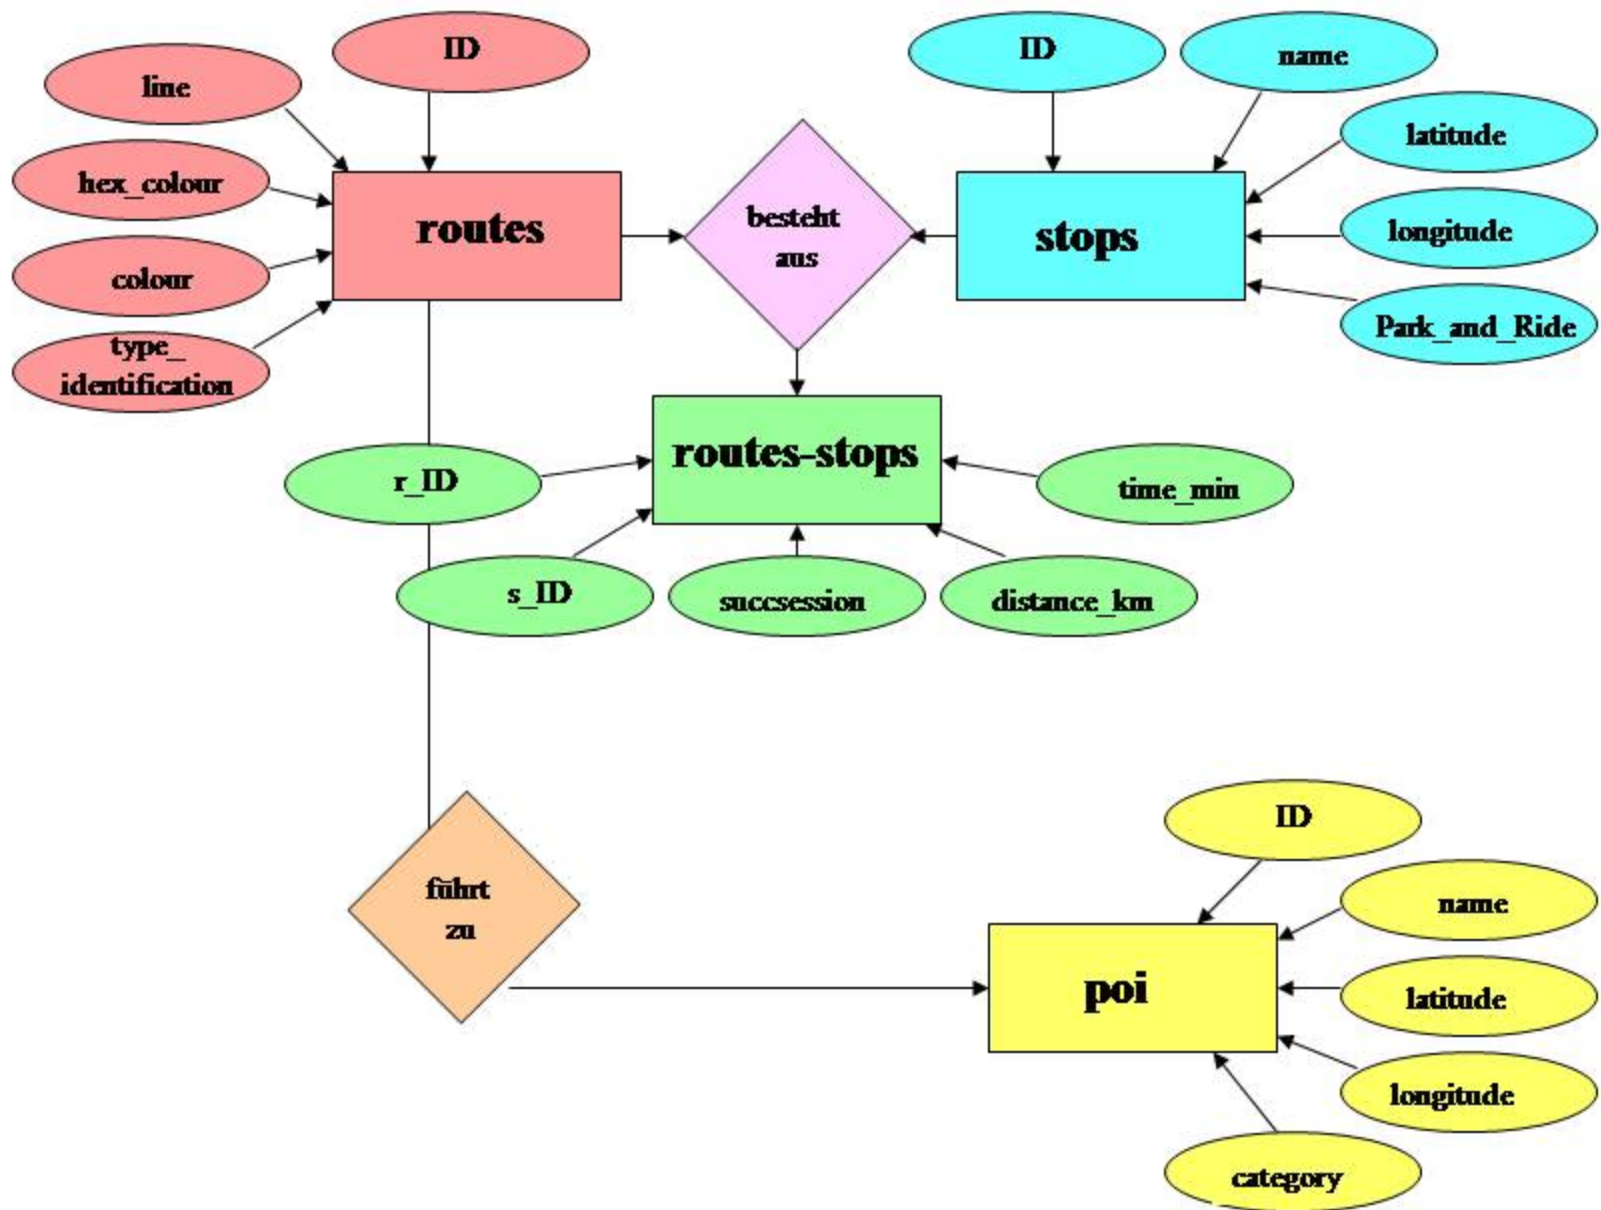 ID
line
hex_colour
colour
type_
identification
routes
besteht
aus
ID
name
latitude
longitude
Park_and_Ride
stops
routes-stops
r_ID
s_ID
succsession
distance_km
time_min
führt
zu
poi
ID
name
latitude
longitude
category